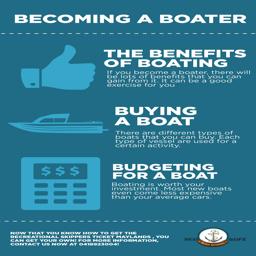 BECOMING A BOATER
THE BENEFITS
OF BOATING
If you become a boater, there will
be lots of benefits that you can
gain from it. It can be a good
exercise for you
BUYING
A BOAT
There are different types of
boats that you can buy. Each
type of vessel are used for a
certain activity.
$$$
BUDGETING
FOR A BOAT
Boating is worth your
investment. Most new boats
even come less expensive
than your average cars.
NOW THAT YOU KNOW HOW TO GET THE
RECREATIONAL SKIPPERS TICKET MAYLANDS , YOU
CAN GET YOUR OWN! FOR MORE INFORMATION,
CONTACT US NOW AT 0418923004!